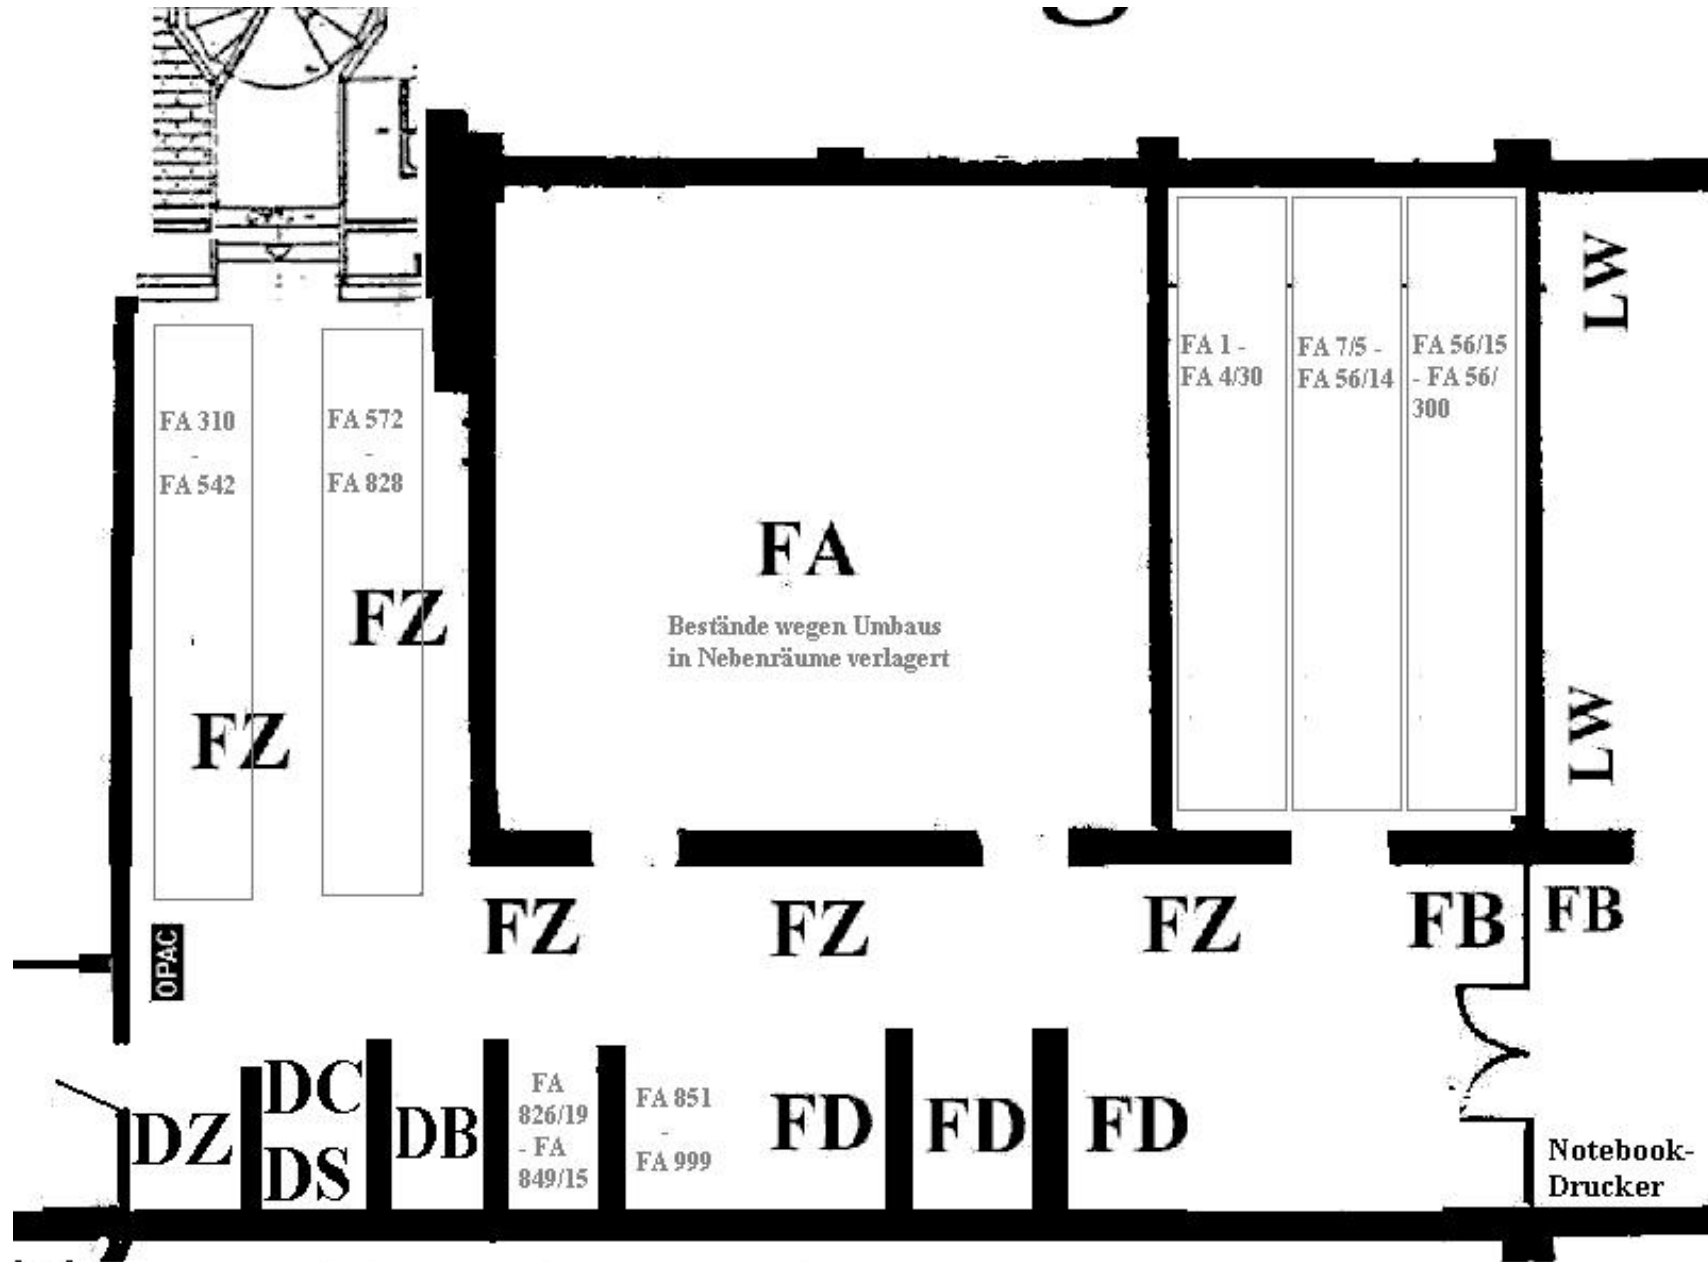 LW
FA 1 -
FA 4/30
FA 7/5 -
FA 56/14
FA 56/15
- FA 56/
300
FA 310
-
FA 542
FA 572
-
FA 828
FA
Bestände wegen Umbaus
in Nebenräume verlagert
FZ
FZ
LW
FZ
FZ
FZ
FB
FB
OPAC
DZ
DC
DS
DB
FA
826/19
- FA
849/15
FA 851
-
FA 999
FD
FD
FD
Notebook-
Drucker